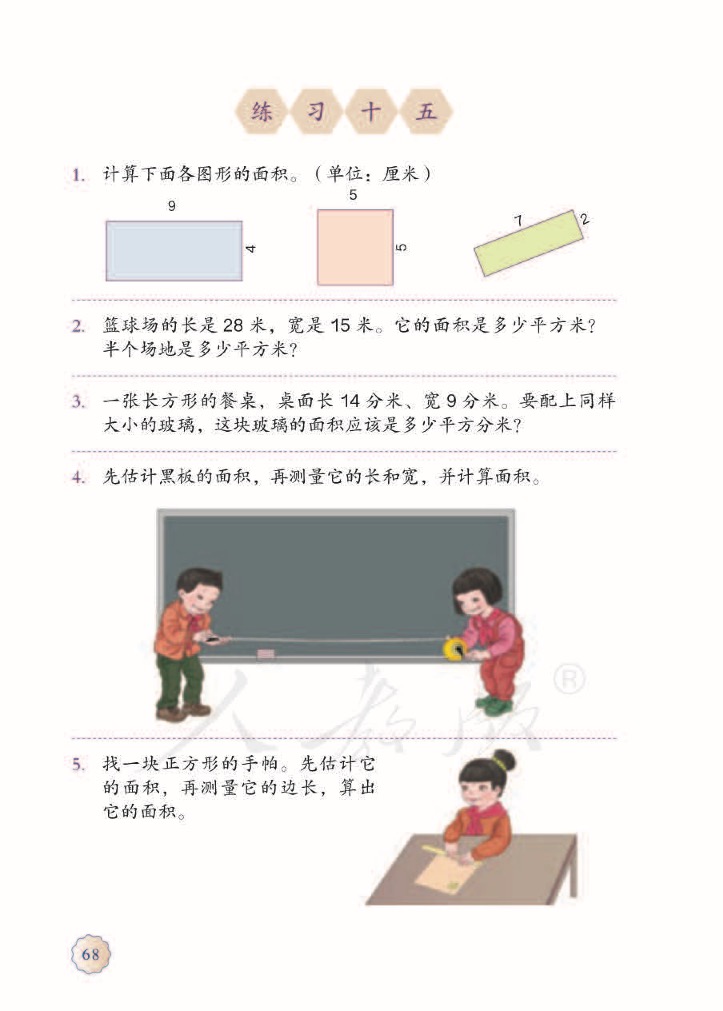 练习十五
1. 计算下面各图形的面积。(单位:厘米)
9
4
5
5
7
2
2. 篮球场的长是 28 米,宽是 15 米。它的面积是多少平方米?
半个场地是多少平方米?
3. 一张长方形的餐桌,桌面长 14 分米、宽 9 分米。要配上同样
大小的玻璃,这块玻璃的面积应该是多少平方分米?
4. 先估计黑板的面积,再测量它的长和宽,并计算面积。
人教版®
5. 找一块正方形的手帕。先估计它
的面积,再测量它的边长,算出
它的面积。
68